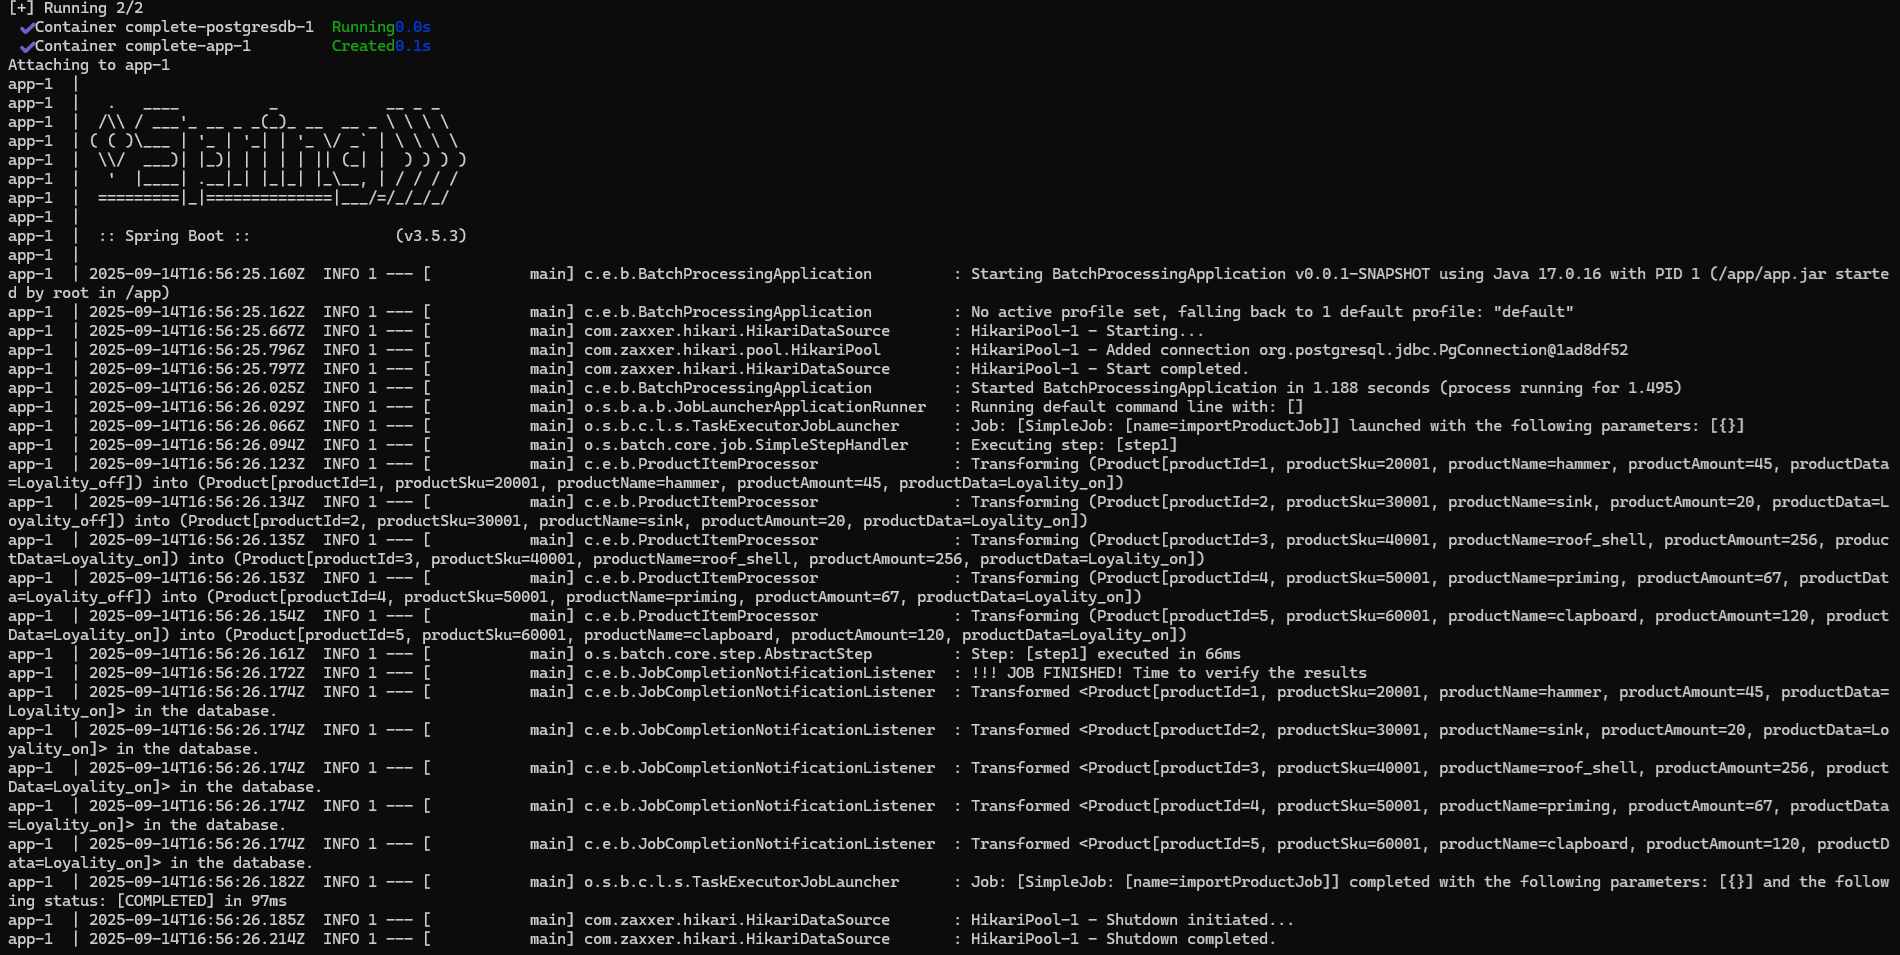 [+] Running 2/2
 ✔Container complete-postgresdb-1  Running0.0s
 ✔Container complete-app-1         Created0.1s
Attaching to app-1
app-1  |
app-1  |   .   ____          _            __ _ _
app-1  |  /\\ / ___'_ __ _ _(_)_ __  __ _ \ \ \ \
app-1  | ( ( )\___ | '_ | '_| | '_ \/ _` | \ \ \ \
app-1  |  \\/  ___)| |_)| | | | | || (_| |  ) ) ) )
app-1  |   '  |____| .__|_| |_|_| |_\__, | / / / /
app-1  |  =========|_|==============|___/=/_/_/_/
app-1  |
app-1  |  :: Spring Boot ::                (v3.5.3)
app-1  |
app-1  | 2025-09-14T16:56:25.160Z  INFO 1 --- [           main] c.e.b.BatchProcessingApplication         : Starting BatchProcessingApplication v0.0.1-SNAPSHOT using Java 17.0.16 with PID 1 (/app/app.jar starte
d by root in /app)
app-1  | 2025-09-14T16:56:25.162Z  INFO 1 --- [           main] c.e.b.BatchProcessingApplication         : No active profile set, falling back to 1 default profile: "default"
app-1  | 2025-09-14T16:56:25.667Z  INFO 1 --- [           main] com.zaxxer.hikari.HikariDataSource       : HikariPool-1 - Starting...
app-1  | 2025-09-14T16:56:25.796Z  INFO 1 --- [           main] com.zaxxer.hikari.pool.HikariPool        : HikariPool-1 - Added connection org.postgresql.jdbc.PgConnection@1ad8df52
app-1  | 2025-09-14T16:56:25.797Z  INFO 1 --- [           main] com.zaxxer.hikari.HikariDataSource       : HikariPool-1 - Start completed.
app-1  | 2025-09-14T16:56:26.025Z  INFO 1 --- [           main] c.e.b.BatchProcessingApplication         : Started BatchProcessingApplication in 1.188 seconds (process running for 1.495)
app-1  | 2025-09-14T16:56:26.029Z  INFO 1 --- [           main] o.s.b.a.b.JobLauncherApplicationRunner   : Running default command line with: []
app-1  | 2025-09-14T16:56:26.066Z  INFO 1 --- [           main] o.s.b.c.l.s.TaskExecutorJobLauncher      : Job: [SimpleJob: [name=importProductJob]] launched with the following parameters: [{}]
app-1  | 2025-09-14T16:56:26.094Z  INFO 1 --- [           main] o.s.batch.core.job.SimpleStepHandler     : Executing step: [step1]
app-1  | 2025-09-14T16:56:26.123Z  INFO 1 --- [           main] c.e.b.ProductItemProcessor               : Transforming (Product[productId=1, productSku=20001, productName=hammer, productAmount=45, productData
=Loyality_off]) into (Product[productId=1, productSku=20001, productName=hammer, productAmount=45, productData=Loyality_on])
app-1  | 2025-09-14T16:56:26.134Z  INFO 1 --- [           main] c.e.b.ProductItemProcessor               : Transforming (Product[productId=2, productSku=30001, productName=sink, productAmount=20, productData=L
oyality_off]) into (Product[productId=2, productSku=30001, productName=sink, productAmount=20, productData=Loyality_on])
app-1  | 2025-09-14T16:56:26.135Z  INFO 1 --- [           main] c.e.b.ProductItemProcessor               : Transforming (Product[productId=3, productSku=40001, productName=roof_shell, productAmount=256, produc
tData=Loyality_on]) into (Product[productId=3, productSku=40001, productName=roof_shell, productAmount=256, productData=Loyality_on])
app-1  | 2025-09-14T16:56:26.153Z  INFO 1 --- [           main] c.e.b.ProductItemProcessor               : Transforming (Product[productId=4, productSku=50001, productName=priming, productAmount=67, productDat
a=Loyality_off]) into (Product[productId=4, productSku=50001, productName=priming, productAmount=67, productData=Loyality_on])
app-1  | 2025-09-14T16:56:26.154Z  INFO 1 --- [           main] c.e.b.ProductItemProcessor               : Transforming (Product[productId=5, productSku=60001, productName=clapboard, productAmount=120, product
Data=Loyality_on]) into (Product[productId=5, productSku=60001, productName=clapboard, productAmount=120, productData=Loyality_on])
app-1  | 2025-09-14T16:56:26.161Z  INFO 1 --- [           main] o.s.batch.core.step.AbstractStep         : Step: [step1] executed in 66ms
app-1  | 2025-09-14T16:56:26.172Z  INFO 1 --- [           main] c.e.b.JobCompletionNotificationListener  : !!! JOB FINISHED! Time to verify the results
app-1  | 2025-09-14T16:56:26.174Z  INFO 1 --- [           main] c.e.b.JobCompletionNotificationListener  : Transformed <Product[productId=1, productSku=20001, productName=hammer, productAmount=45, productData=
Loyality_on]> in the database.
app-1  | 2025-09-14T16:56:26.174Z  INFO 1 --- [           main] c.e.b.JobCompletionNotificationListener  : Transformed <Product[productId=2, productSku=30001, productName=sink, productAmount=20, productData=Lo
yality_on]> in the database.
app-1  | 2025-09-14T16:56:26.174Z  INFO 1 --- [           main] c.e.b.JobCompletionNotificationListener  : Transformed <Product[productId=3, productSku=40001, productName=roof_shell, productAmount=256, product
Data=Loyality_on]> in the database.
app-1  | 2025-09-14T16:56:26.174Z  INFO 1 --- [           main] c.e.b.JobCompletionNotificationListener  : Transformed <Product[productId=4, productSku=50001, productName=priming, productAmount=67, productData
=Loyality_on]> in the database.
app-1  | 2025-09-14T16:56:26.174Z  INFO 1 --- [           main] c.e.b.JobCompletionNotificationListener  : Transformed <Product[productId=5, productSku=60001, productName=clapboard, productAmount=120, productD
ata=Loyality_on]> in the database.
app-1  | 2025-09-14T16:56:26.182Z  INFO 1 --- [           main] o.s.b.c.l.s.TaskExecutorJobLauncher      : Job: [SimpleJob: [name=importProductJob]] completed with the following parameters: [{}] and the follow
ing status: [COMPLETED] in 97ms
app-1  | 2025-09-14T16:56:26.185Z  INFO 1 --- [           main] com.zaxxer.hikari.HikariDataSource       : HikariPool-1 - Shutdown initiated...
app-1  | 2025-09-14T16:56:26.214Z  INFO 1 --- [           main] com.zaxxer.hikari.HikariDataSource       : HikariPool-1 - Shutdown completed.